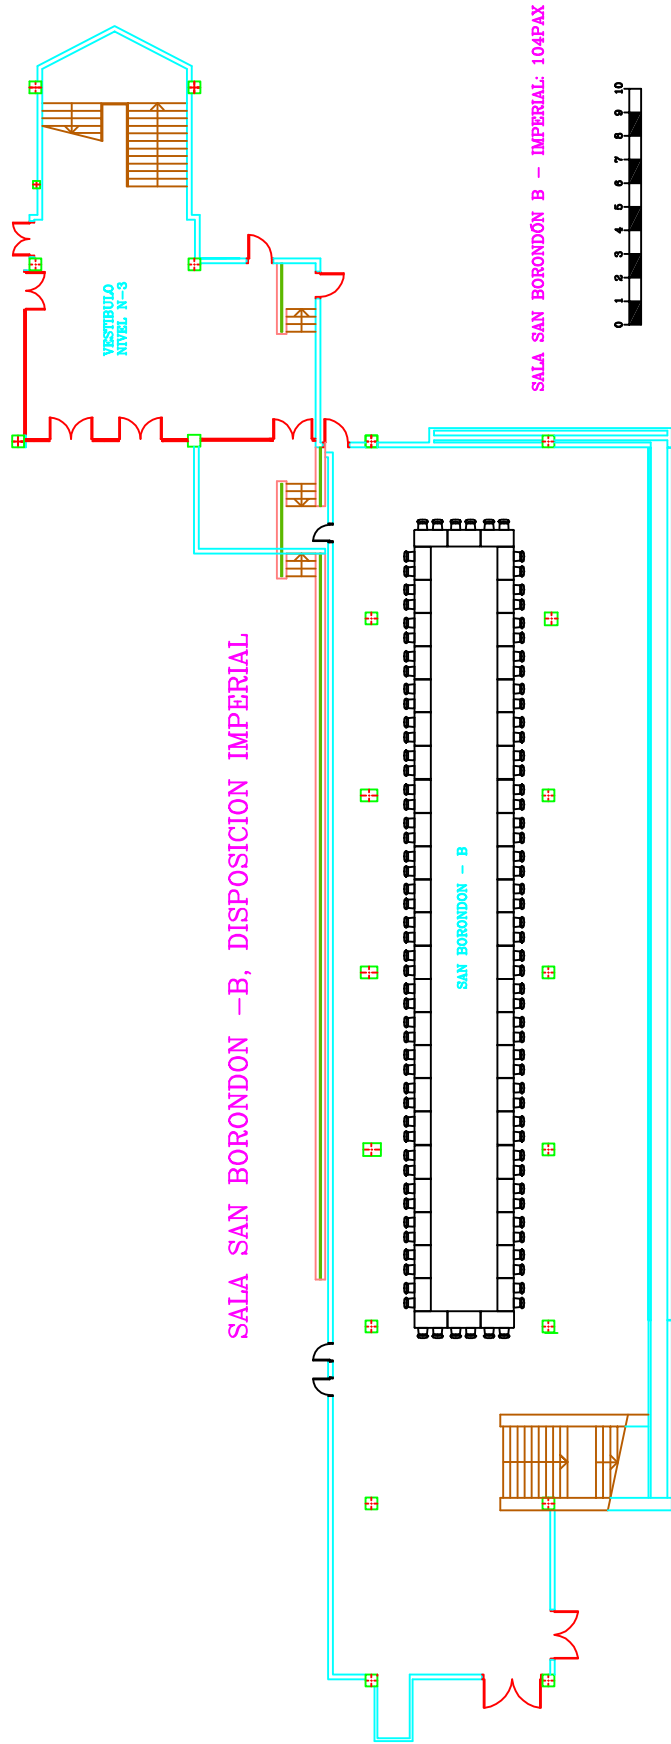 SALA SAN BORONDON -B, DISPOSICION IMPERIAL
VESTIBULO
NIVEL N-3
SAN BORONDON - B
SALA SAN BORONDÓN B - IMPERIAL: 104PAX
0 1 2 3 4 5 6 7 8 9 10